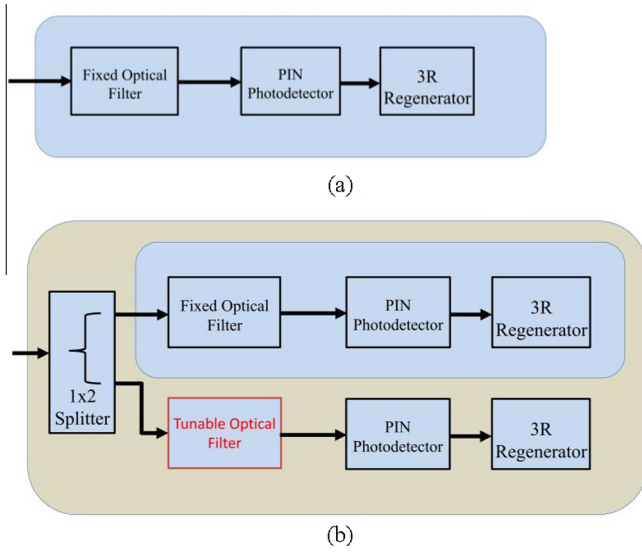 Fixed Optical
Filter
PIN
Photodetector
3R
Regenerator
(a)
1x2
Splitter
Fixed Optical
Filter
PIN
Photodetector
3R
Regenerator
Tunable Optical
Filter
PIN
Photodetector
3R
Regenerator
(b)